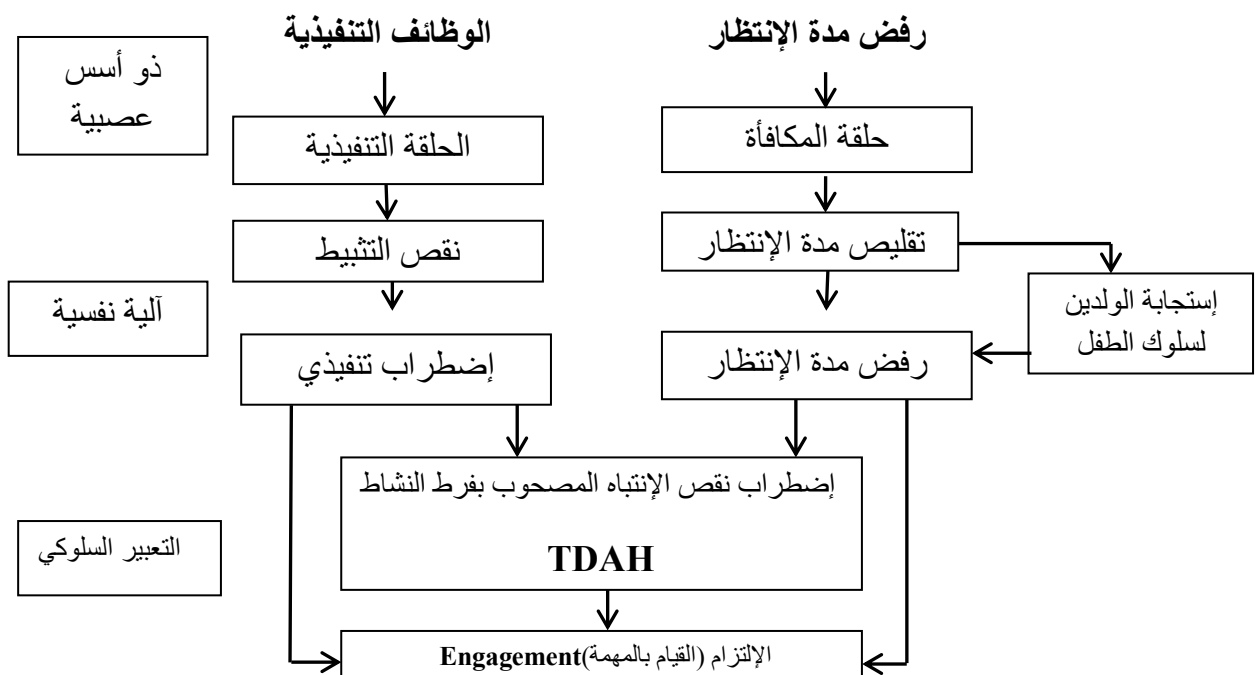 رفض مدة الإنتظار
الوظائف التنفيذية
ذو أسس
عصبية
حلقة المكافأة
الحلقة التنفيذية
تقليص مدة الإنتظار
نقص التثبيط
إستجابة الولدين
لسلوك الطفل
آلية نفسية
رفض مدة الإنتظار
إضطراب تنفيذي
إضطراب نقص الإنتباه المصحوب بفرط النشاط
TDAH
التعبير السلوكي
الإلتزام (القيام بالمهمة)Engagement